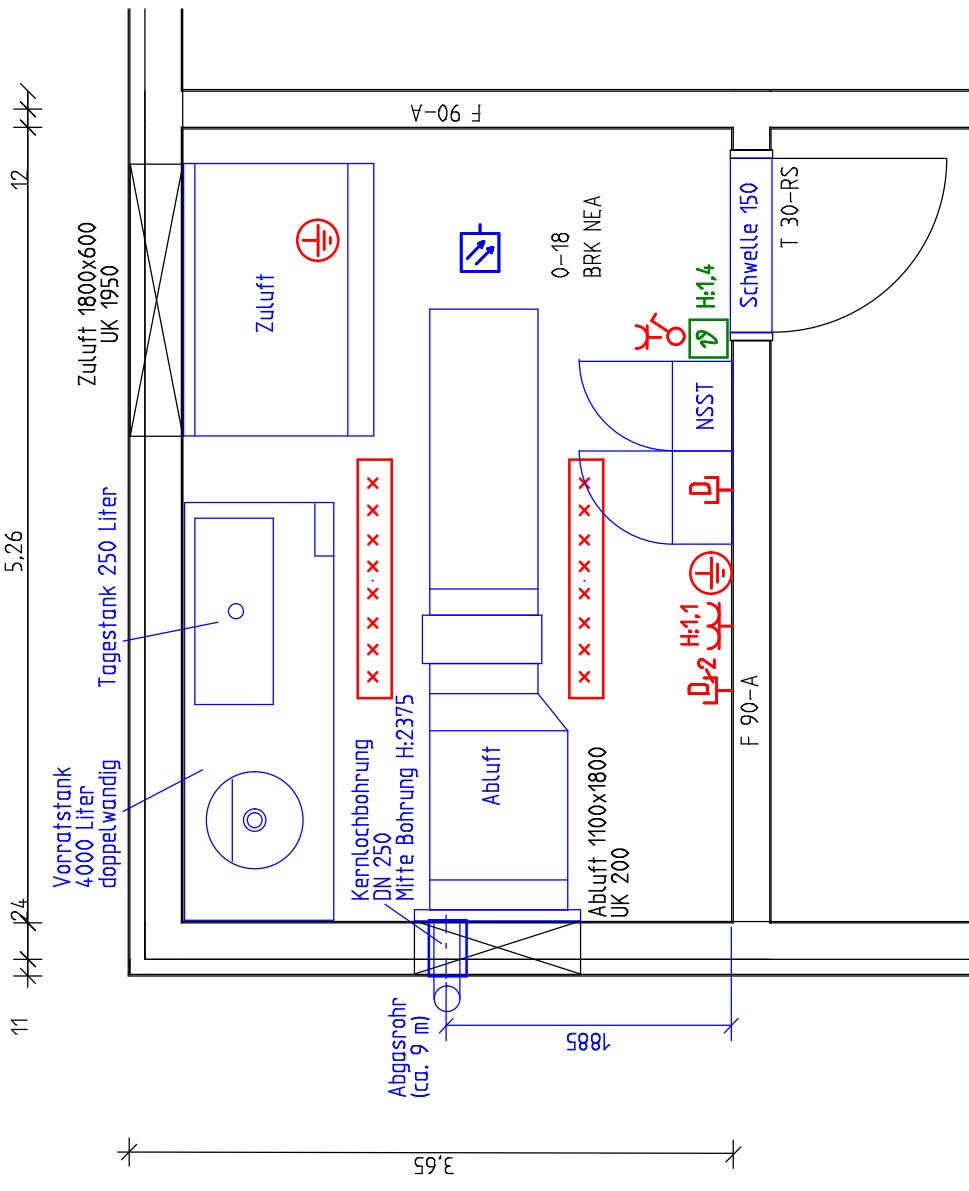 Zuluft 1800x600
UK 1950
12
5,26
24
11
Tagestank 250 Liter
Vorratstank
4000 Liter
doppelwandig
Zuluft
F 90-A
0-18
BRK NEA
Schwelle 150
T 30-RS
H:1,4
NSST
D
H:1,1
D
2
F 90-A
Kernlochbohrung
DN 250
Mitte Bohrung H:2375
Abluft
Abluft 1100x1800
UK 200
Abgasrohr
(ca. 9 m)
1885
3,65
ϑ